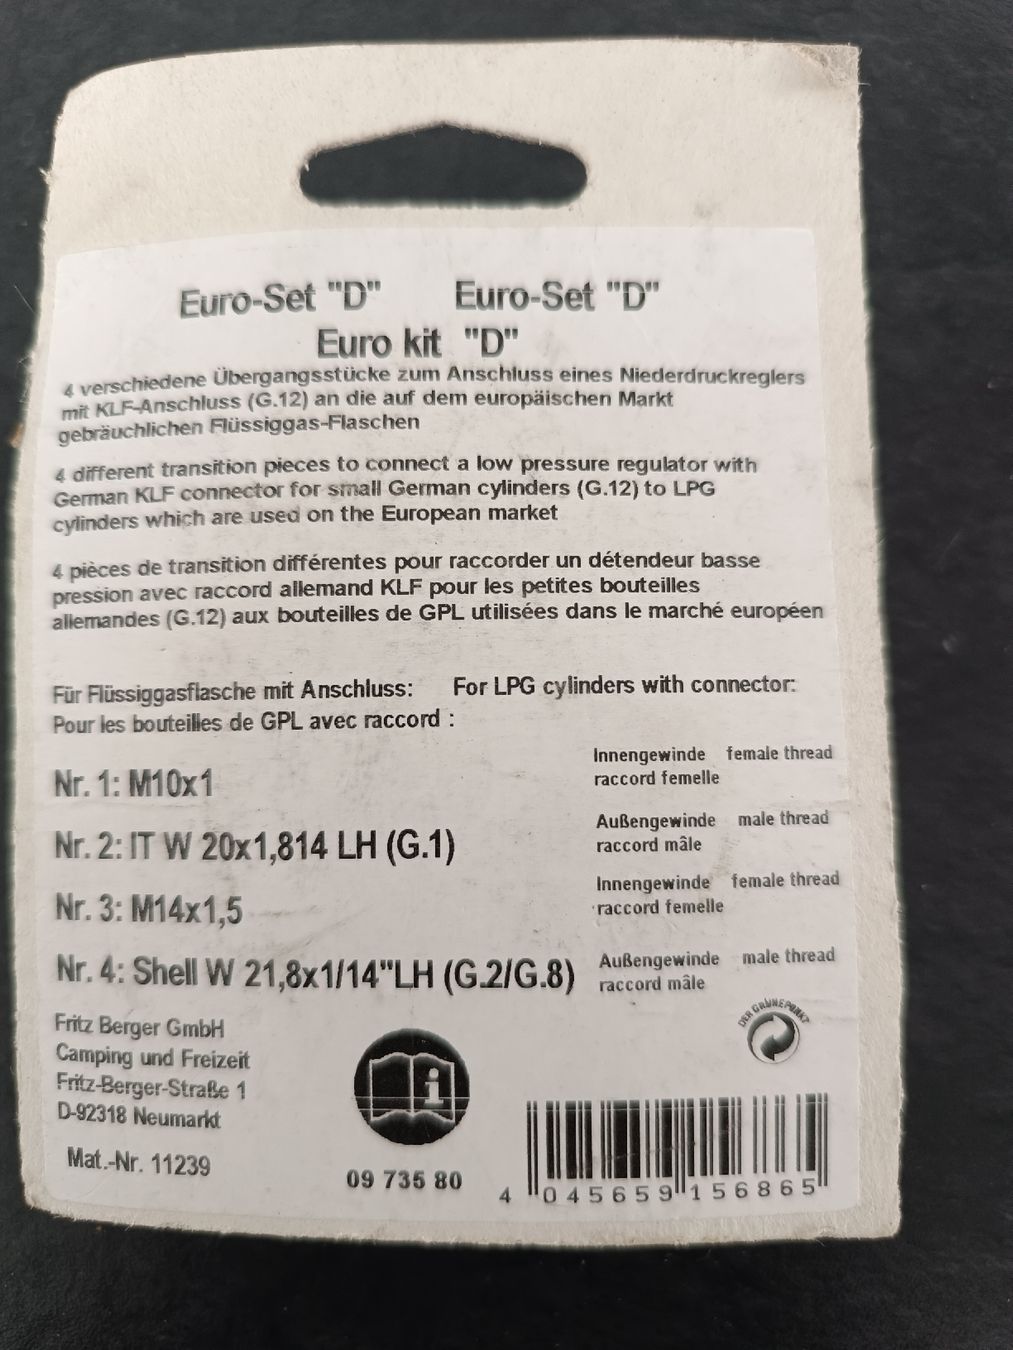 Euro-Set "D" Euro-Set "D"
Euro kit "D"
4 verschiedene Übergangsstücke zum Anschluss eines Niederdruckreglers
mit KLF-Anschluss (G.12) an die auf dem europäischen Markt
gebräuchlichen Flüssiggas-Flaschen
4 different transition pieces to connect a low pressure regulator with
German KLF connector for small German cylinders (G.12) to LPG
cylinders which are used on the European market
4 pièces de transition différentes pour raccorder un détendeur basse
pression avec raccord allemand KLF pour les petites bouteilles
allemandes (G.12) aux bouteilles de GPL utilisées dans le marché européen
Für Flüssiggasflasche mit Anschluss: For LPG cylinders with connector:
Pour les bouteilles de GPL avec raccord :
Nr. 1: M10x1
Innengewinde female thread
raccord femelle
Nr. 2: IT W 20x1,814 LH (G.1)
Außengewinde male thread
raccord mâle
Nr. 3: M14x1,5
Innengewinde female thread
raccord femelle
Nr. 4: Shell W 21,8x1/14"LH (G.2/G.8)
Außengewinde male thread
raccord mâle
DER GRÜNE PUNKT
Fritz Berger GmbH
Camping und Freizeit
Fritz-Berger-Straße 1
D-92318 Neumarkt
Mat.-Nr. 11239
09 735 80
4 045659 156865